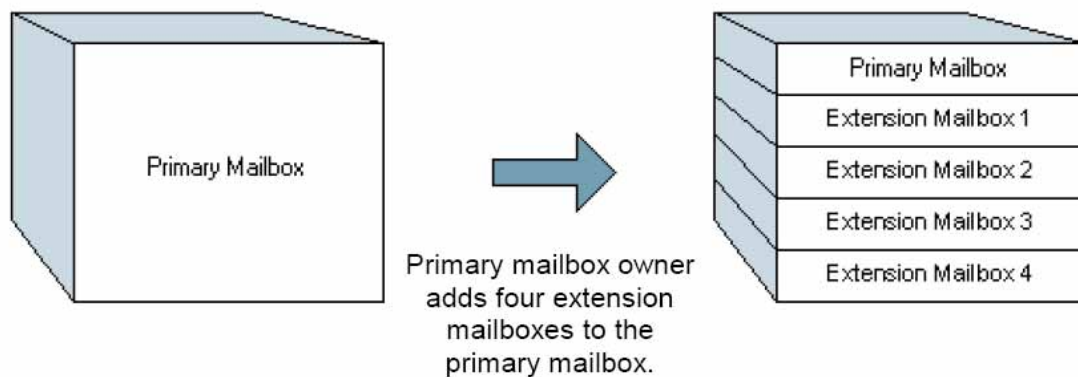 Primary Mailbox
Primary mailbox owner
adds four extension
mailboxes to the
primary mailbox.
Primary Mailbox
Extension Mailbox 1
Extension Mailbox 2
Extension Mailbox 3
Extension Mailbox 4